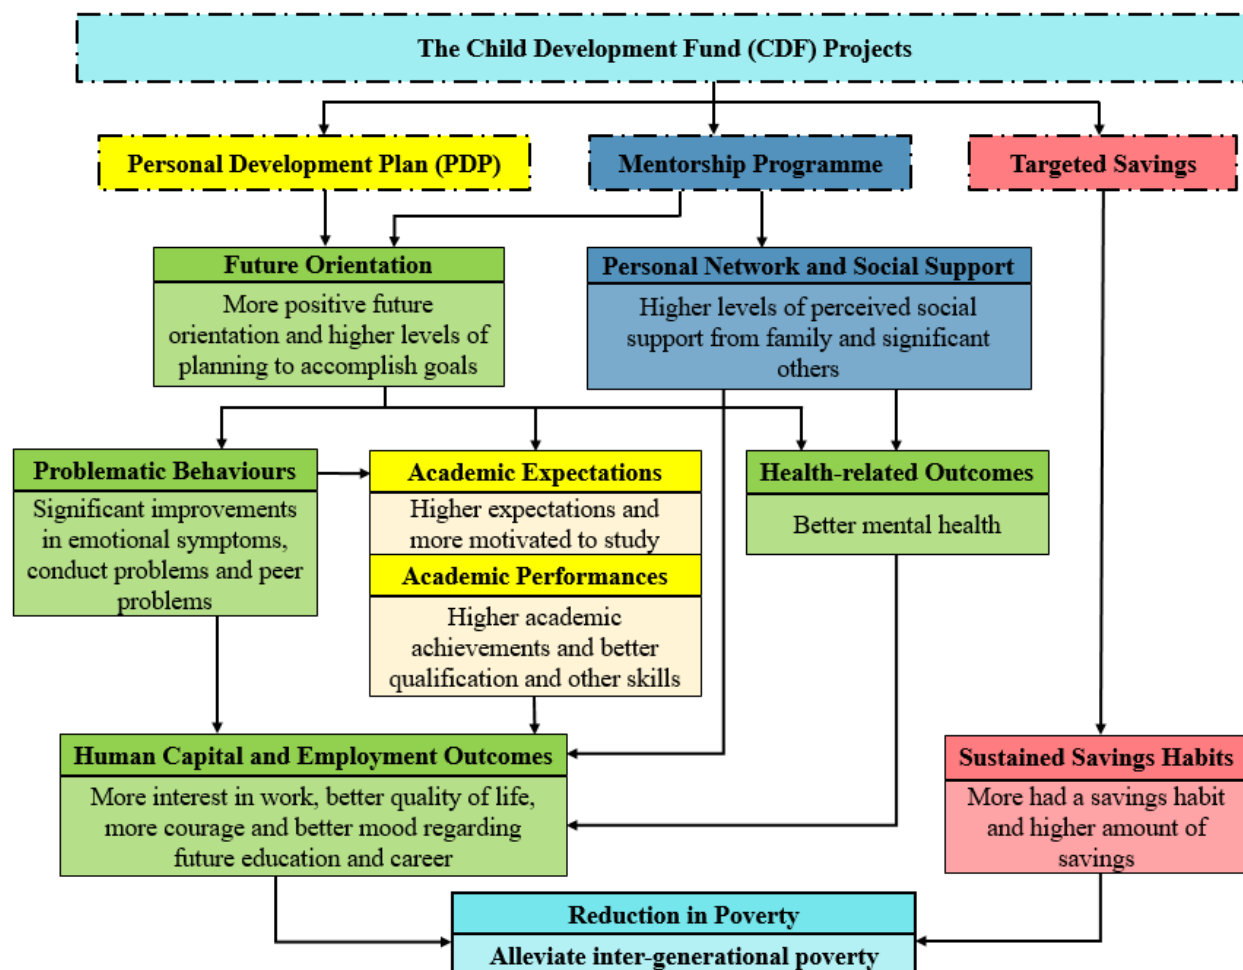 The Child Development Fund (CDF) Projects
Personal Development Plan (PDP)
Mentorship Programme
Targeted Savings
Future Orientation
More positive future
orientation and higher levels of
planning to accomplish goals
Personal Network and Social Support
Higher levels of perceived social
support from family and significant
others
Problematic Behaviours
Significant improvements
in emotional symptoms,
conduct problems and peer
problems
Academic Expectations
Higher expectations and
more motivated to study
Academic Performances
Higher academic
achievements and better
qualification and other skills
Health-related Outcomes
Better mental health
Human Capital and Employment Outcomes
More interest in work, better quality of life,
more courage and better mood regarding
future education and career
Sustained Savings Habits
More had a savings habit
and higher amount of
savings
Reduction in Poverty
Alleviate inter-generational poverty